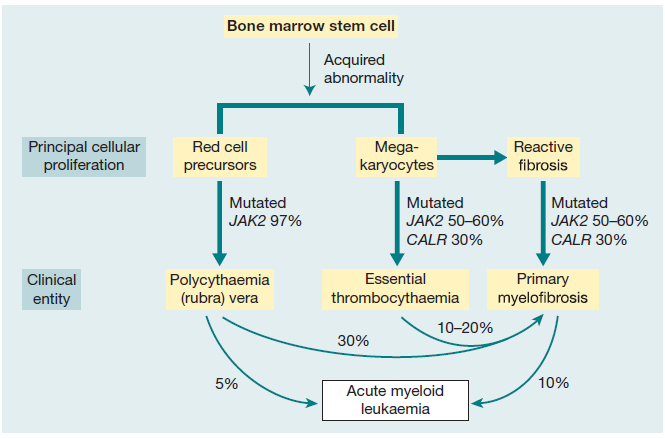 Bone marrow stem cell
Acquired
abnormality
Principal cellular
proliferation
Red cell
precursors
Mega-
karyocytes
Reactive
fibrosis
Mutated
JAK2 97%
Mutated
JAK2 50–60%
CALR 30%
Mutated
JAK2 50–60%
CALR 30%
Clinical
entity
Polycythaemia
(rubra) vera
Essential
thrombocythaemia
Primary
myelofibrosis
10–20%
30%
5%
10%
Acute myeloid
leukaemia